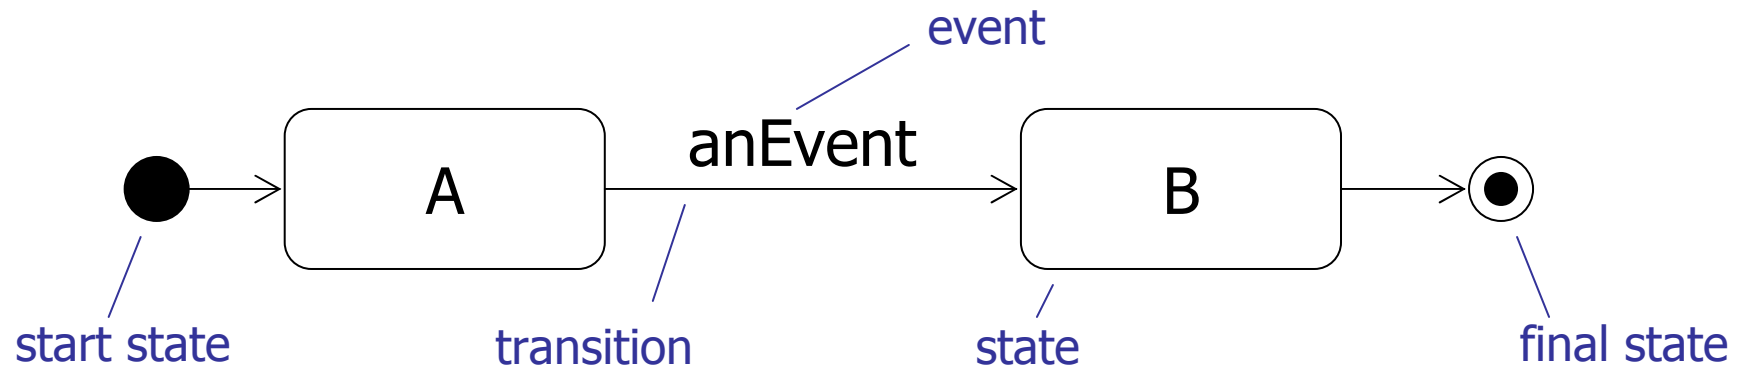 event
anEvent
A
B
start state
transition
state
final state